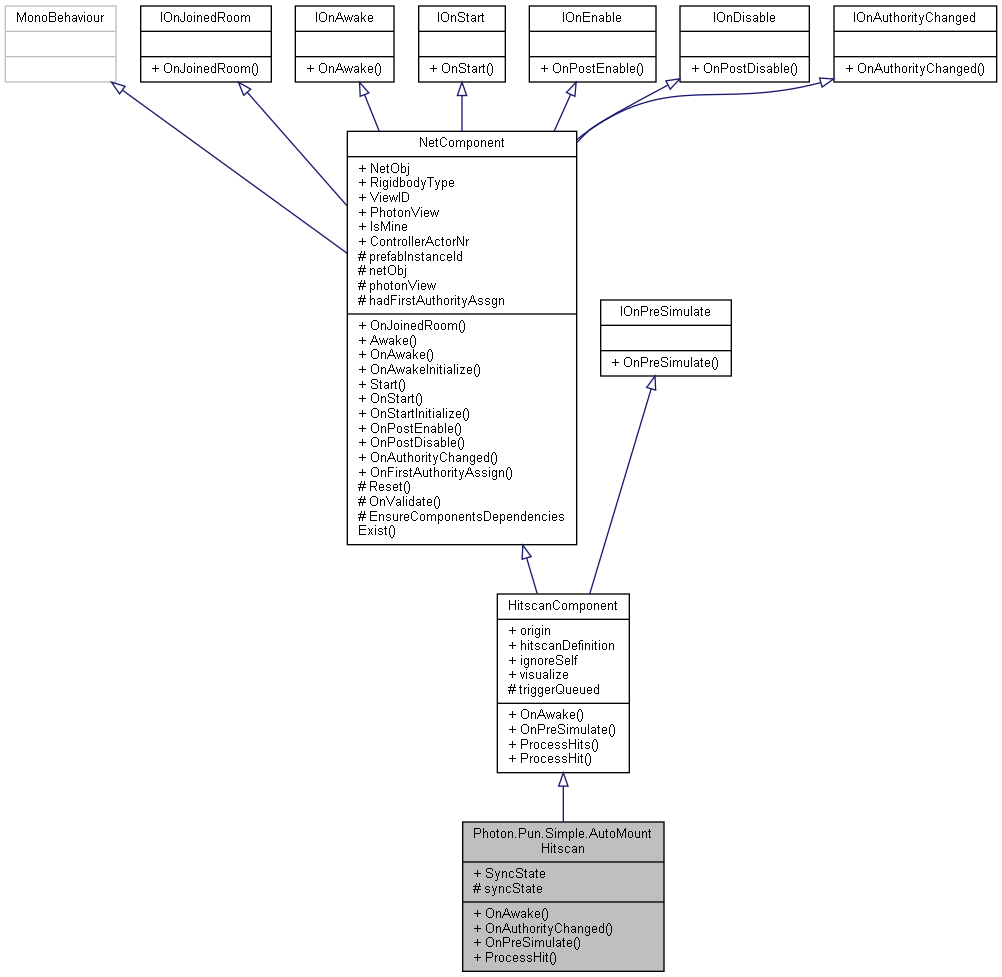 MonoBehaviour
IOnJoinedRoom
+ OnJoinedRoom()
IOnAwake
+ OnAwake()
IOnStart
+ OnStart()
IOnEnable
+ OnPostEnable()
IOnDisable
+ OnPostDisable()
IOnAuthorityChanged
+ OnAuthorityChanged()
NetComponent
+ NetObj
+ RigidbodyType
+ ViewID
+ PhotonView
+ IsMine
+ ControllerActorNr
# prefabInstanceId
# netObj
# photonView
# hadFirstAuthorityAssgn
+ OnJoinedRoom()
+ Awake()
+ OnAwake()
+ OnAwakeInitialize()
+ Start()
+ OnStart()
+ OnStartInitialize()
+ OnPostEnable()
+ OnPostDisable()
+ OnAuthorityChanged()
+ OnFirstAuthorityAssign()
# Reset()
# OnValidate()
# EnsureComponentsDependencies
Exist()
IOnPreSimulate
+ OnPreSimulate()
HitscanComponent
+ origin
+ hitscanDefinition
+ ignoreSelf
+ visualize
# triggerQueued
+ OnAwake()
+ OnPreSimulate()
+ ProcessHits()
+ ProcessHit()
Photon.Pun.Simple.AutoMount
Hitscan
+ SyncState
# syncState
+ OnAwake()
+ OnAuthorityChanged()
+ OnPreSimulate()
+ ProcessHit()